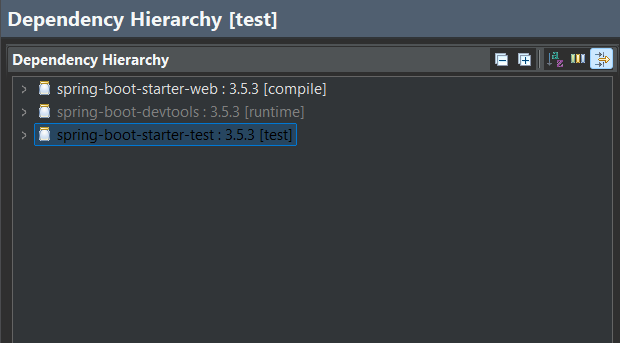 Dependency Hierarchy [test]
Dependency Hierarchy
spring-boot-starter-web : 3.5.3 [compile]
spring-boot-devtools : 3.5.3 [runtime]
spring-boot-starter-test : 3.5.3 [test]